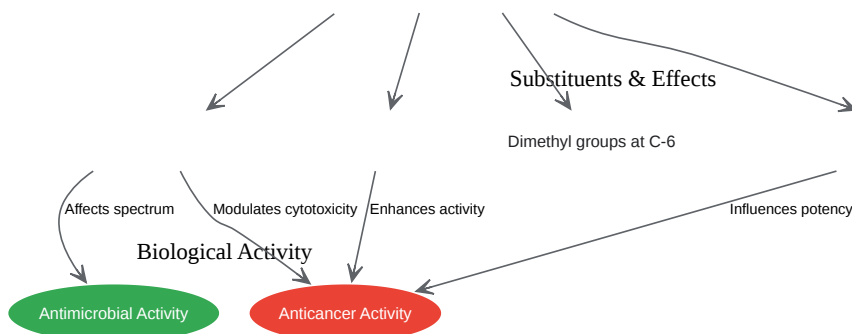 Substituents & Effects
Dimethyl groups at C-6
Affects spectrum
Modulates cytotoxicity
Enhances activity
Influences potency
Biological Activity
Antimicrobial Activity
Anticancer Activity